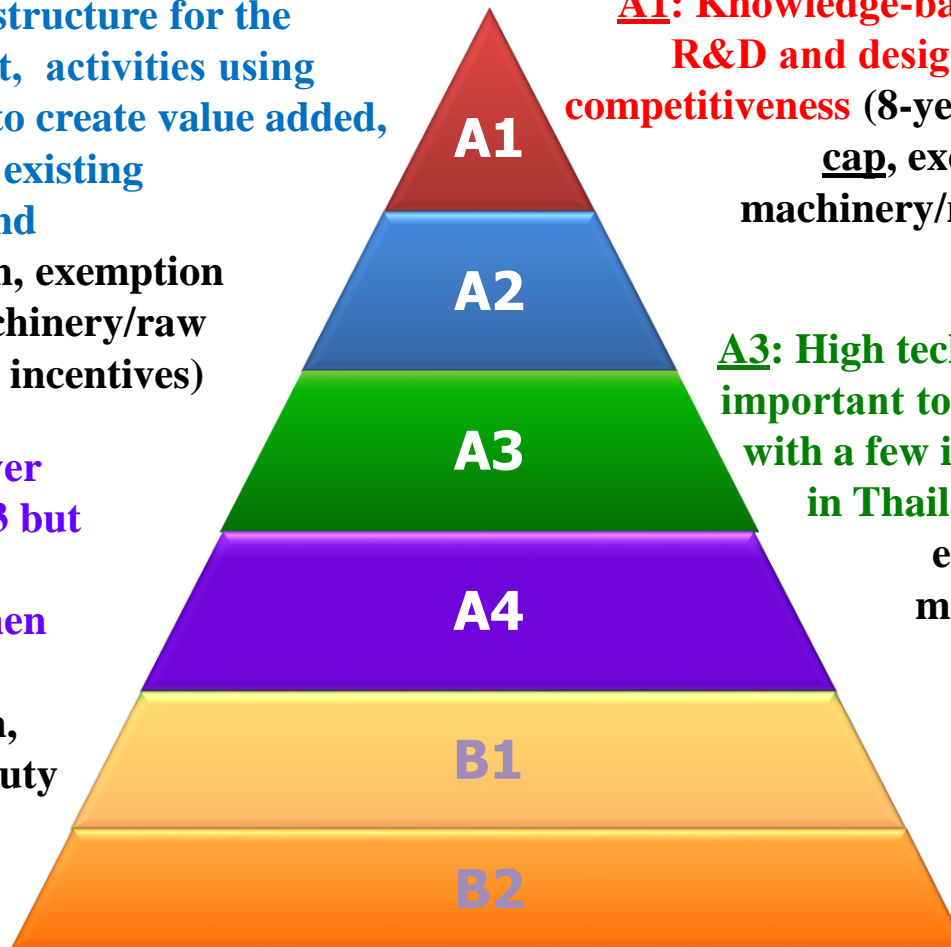 structure for the
t, activities using
to create value added,
existing
nd
n, exemption
chinery/raw
incentives)
ver
3 but
hen
n,
uty
A1
A2
A3
A4
B1
B2
A1: Knowledge-ba
R&D and desig
competitiveness (8-ye
cap, exe
machinery/
A3: High tec
important to
with a few i
in Thail
e
m